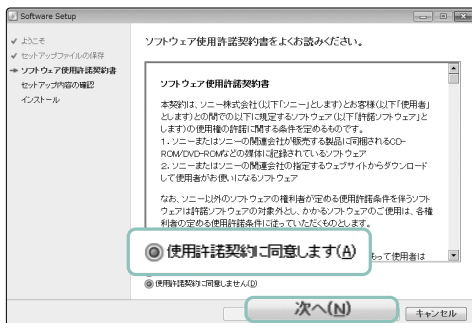 Software Setup
✔ ようこそ
✔ セットアップファイルの保存
➔ ソフトウェア使用許諾契約書
セットアップ内容の確認
インストール
ソフトウェア使用許諾契約書をよくお読みください。
ソフトウェア使用許諾契約書
本契約は、ソニー株式会社(以下「ソニー」とします)とお客様(以下「使用者」
とします)との間での以下に規定するソフトウェア(以下「許諾ソフトウェア」と
します)の使用権の許諾に関する条件を定めるものです。
1. ソニーまたはソニーの関連会社が販売する製品に同梱されるCD-
ROM/DVD-ROMなどの媒体に記録されているソフトウェア
2. ソニーまたはソニーの関連会社の指定するウェブサイトからダウンロード
して使用者がお使いになるソフトウェア
なお、ソニー以外のソフトウェアの権利者が定める使用許諾条件を伴うソフト
ウェアは許諾ソフトウェアの対象外とし、かかるソフトウェアのご使用は、各権
利者の定める使用許諾条件に従っていただくものとします。
もって使用者は
使用許諾契約に同意します(A)
使用許諾契約に同意しません(D)
次へ(N)
キャンセル